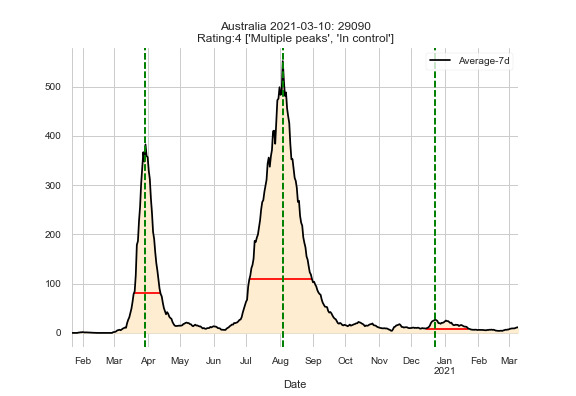 Australia 2021-03-10: 29090
Rating:4 ['Multiple peaks', 'In control']
Average-7d
500
400
300
200
100
0
Feb Mar Apr May Jun Jul Aug Sep Oct Nov Dec Jan Feb Mar
2021
Date